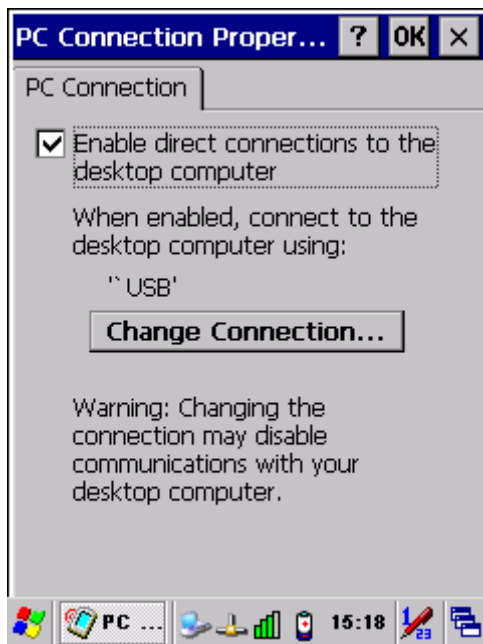 PC Connection Proper... ? OK ×
PC Connection
Enable direct connections to the
desktop computer
When enabled, connect to the
desktop computer using:
'`USB'
Change Connection...
Warning: Changing the
connection may disable
communications with your
desktop computer.
PC ... 15:18 1 23